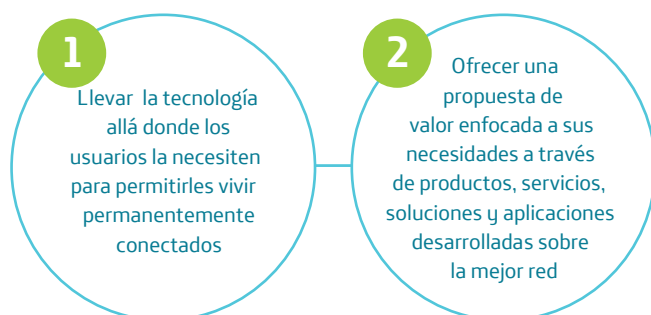 1
Llevar la tecnología
allá donde los
usuarios la necesiten
para permitirles vivir
permanentemente
conectados
2
Ofrecer una
propuesta de
valor enfocada a sus
necesidades a través
de productos, servicios,
soluciones y aplicaciones
desarrolladas sobre
la mejor red